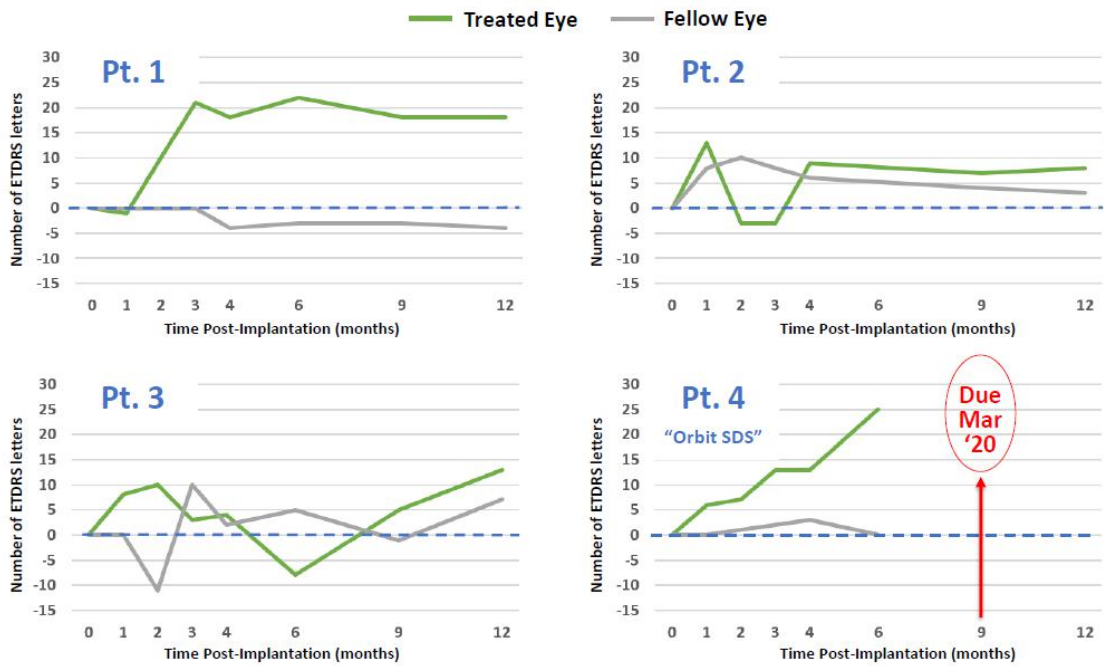 Treated Eye Fellow Eye
Pt. 1
Number of ETDRS letters
30
25
20
15
10
5
0
-5
-10
-15
0 1 2 3 4 6 9 12
Time Post-Implantation (months)
Pt. 2
Number of ETDRS letters
30
25
20
15
10
5
0
-5
-10
-15
0 1 2 3 4 6 9 12
Time Post-Implantation (months)
Pt. 3
Number of ETDRS letters
30
25
20
15
10
5
0
-5
-10
-15
0 1 2 3 4 6 9 12
Time Post-Implantation (months)
Pt. 4
"Orbit SDS"
Due
Mar
‘20
Number of ETDRS letters
30
25
20
15
10
5
0
-5
-10
-15
0 1 2 3 4 6 9 12
Time Post-Implantation (months)